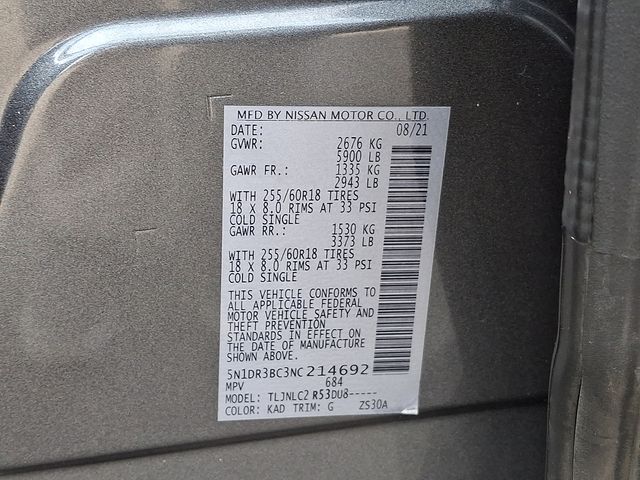 MFD BY NISSAN MOTOR CO., LTD.
DATE: 08/21
GVWR: 2676 KG
5900 LB
GAWR FR.: 1335 KG
2943 LB
WITH 255/60R18 TIRES
18 X 8.0 RIMS AT 33 PSI
COLD SINGLE
GAWR RR.: 1530 KG
3373 LB
WITH 255/60R18 TIRES
18 X 8.0 RIMS AT 33 PSI
COLD SINGLE
THIS VEHICLE CONFORMS TO
ALL APPLICABLE FEDERAL
MOTOR VEHICLE SAFETY AND
THEFT PREVENTION
STANDARDS IN EFFECT ON
THE DATE OF MANUFACTURE
SHOWN ABOVE.
5N1DR3BC3NC214692
MPV 684
MODEL: TLJNLC2 R53DU8-----
COLOR: KAD TRIM: G ZS30A